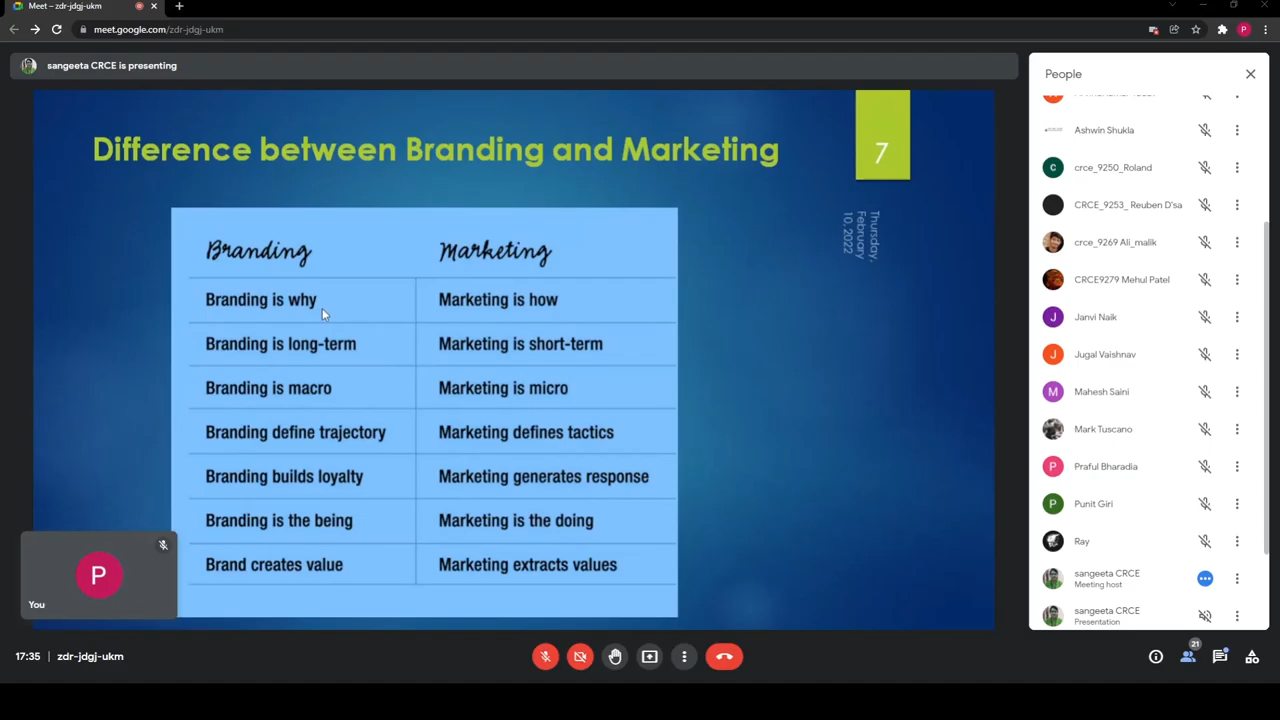 Meet – zdr-jdgj-ukm
meet.google.com/zdr-jdgj-ukm
sangeeta CRCE is presenting
Difference between Branding and Marketing
7
Thursday,
February
10, 2022
Branding Marketing
Branding is why Marketing is how
Branding is long-term Marketing is short-term
Branding is macro Marketing is micro
Branding define trajectory Marketing defines tactics
Branding builds loyalty Marketing generates response
Branding is the being Marketing is the doing
Brand creates value Marketing extracts values
P
You
17:35 zdr-jdgj-ukm
People
Ashwin Shukla
c crce_9250_Roland
CRCE_9253_ Reuben D'sa
crce_9269 Ali_malik
CRCE9279 Mehul Patel
J Janvi Naik
J Jugal Vaishnav
M Mahesh Saini
Mark Tuscano
P Praful Bharadia
P Punit Giri
Ray
sangeeta CRCE
Meeting host
sangeeta CRCE
Presentation
21
P